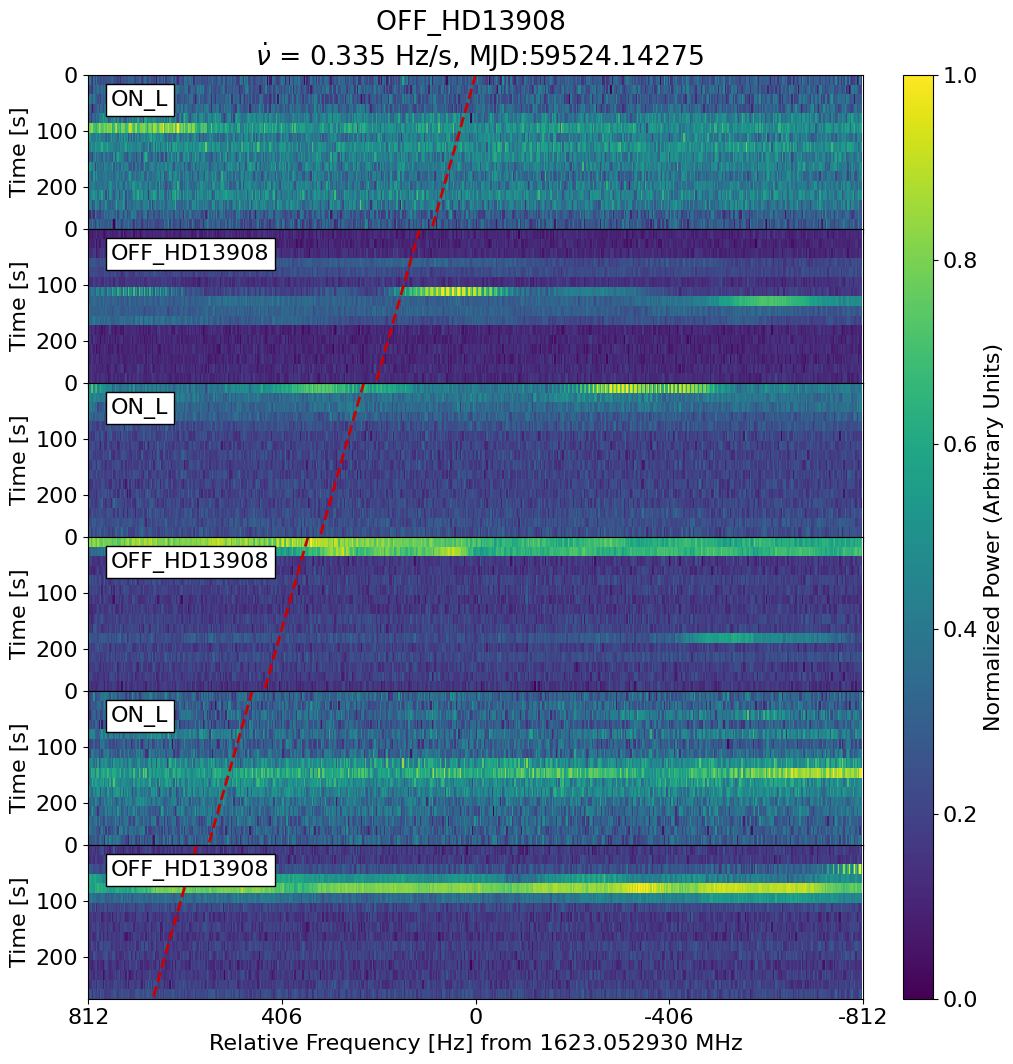 OFF_HD13908
ν̇ = 0.335 Hz/s, MJD:59524.14275
0
ON_L
100
Time [s]
200
0
OFF_HD13908
100
Time [s]
200
0
ON_L
100
Time [s]
200
0
OFF_HD13908
100
Time [s]
200
0
ON_L
100
Time [s]
200
0
OFF_HD13908
100
Time [s]
200
812 406 0 -406 -812
Relative Frequency [Hz] from 1623.052930 MHz
1.0
0.8
0.6
0.4
0.2
0.0
Normalized Power (Arbitrary Units)